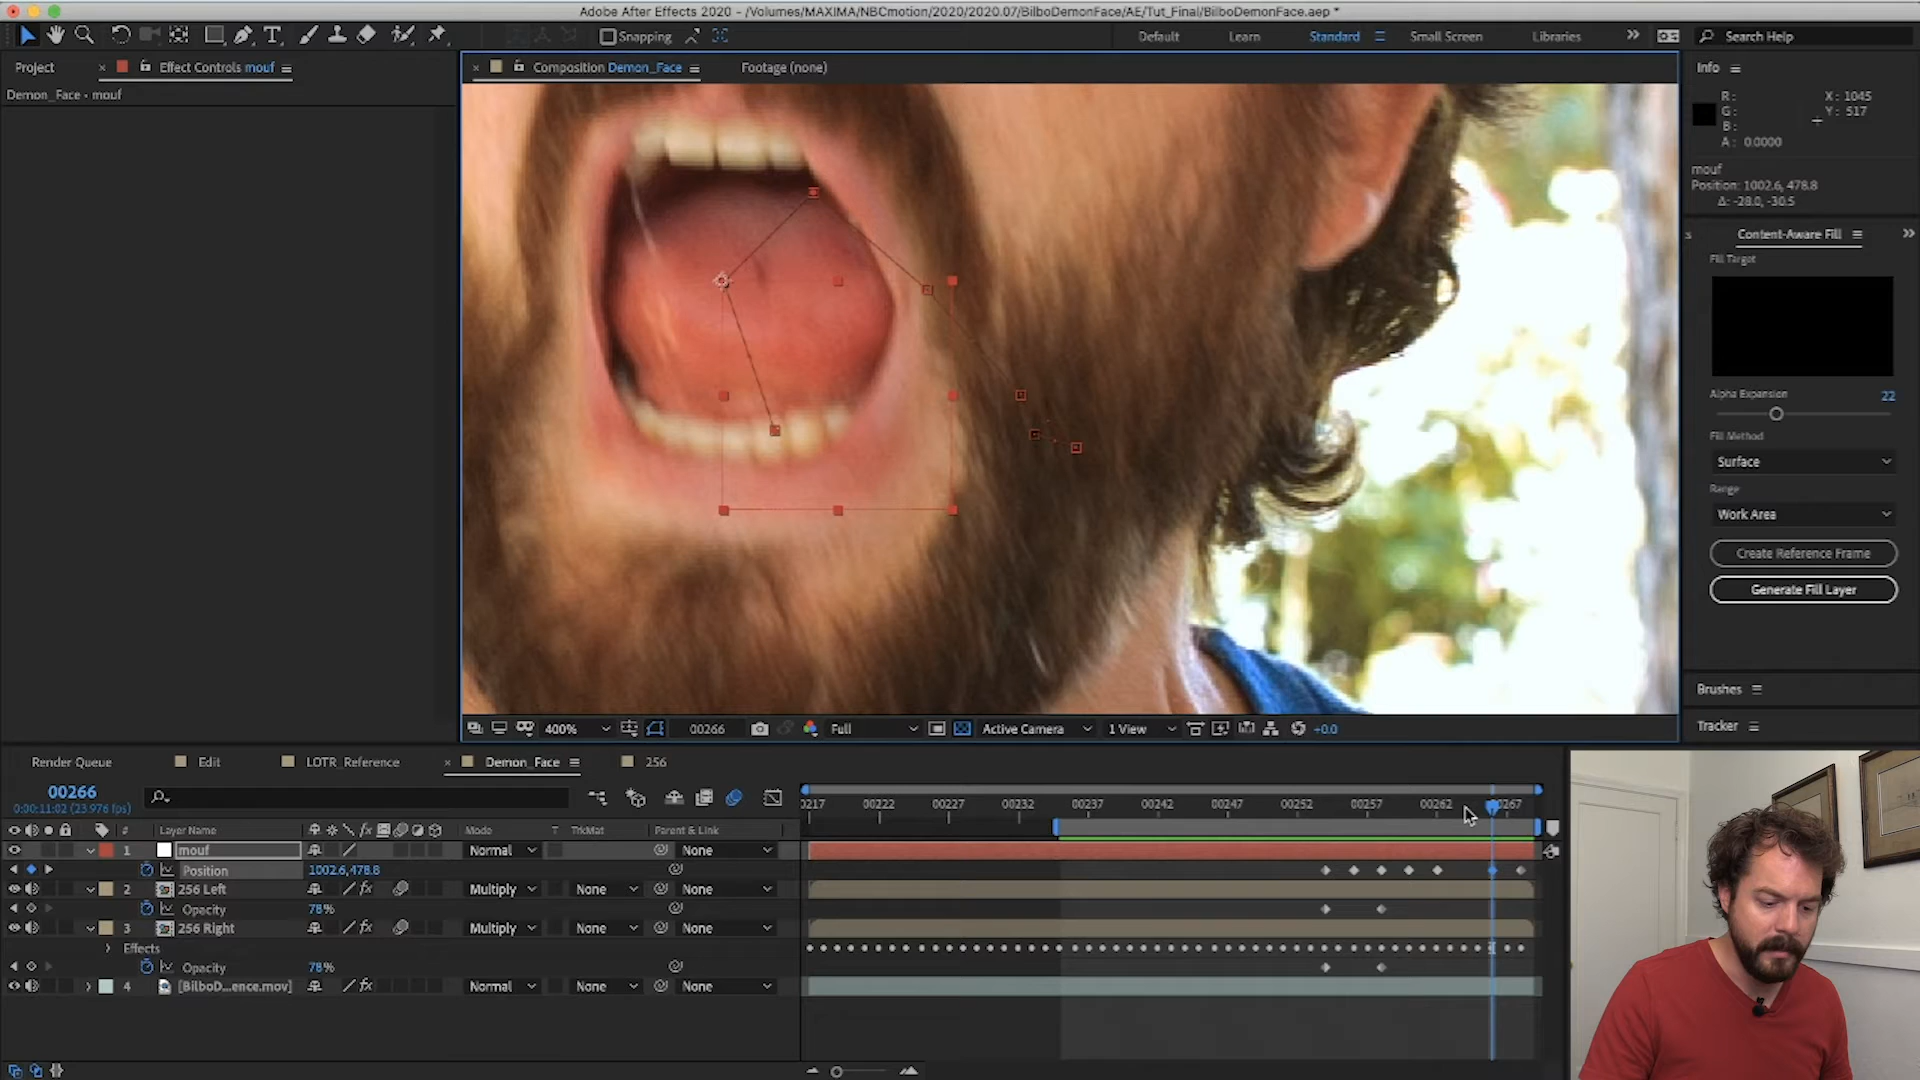 Adobe After Effects 2020 - /Volumes/MAXIMA/NBCmotion/2020/2020.07/BilboDemonFace/AE/Tut_Final/BilboDemonFace.aep *
Snapping
Default
Learn
Standard
Small Screen
Libraries
Search Help
Project
Effect Controls mouf
Composition Demon_Face
Footage (none)
Info
Demon_Face • mouf
R:
G:
B:
A: 0.0000
X: 1045
Y: 517
mouf
Position: 1002.6, 478.8
Δ: -28.0, -30.5
Content-Aware Fill
Fill Target
Alpha Expansion
22
Fill Method
Surface
Range
Work Area
Create Reference Frame
Generate Fill Layer
Brushes
Tracker
400%
00266
Full
Active Camera
1 View
+0.0
Render Queue
Edit
LOTR_Reference
Demon_Face
256
00266
0:00:11:02 (23.976 fps)
0217
00222
00227
00232
00237
00242
00247
00252
00257
00262
00267
#
Layer Name
Mode
T
TrkMat
Parent & Link
1
mouf
Normal
None
Position
1002.6,478.8
2
256 Left
Multiply
None
None
Opacity
78%
3
256 Right
Multiply
None
None
Effects
Opacity
78%
4
[BilboD...ence.mov]
Normal
None
None